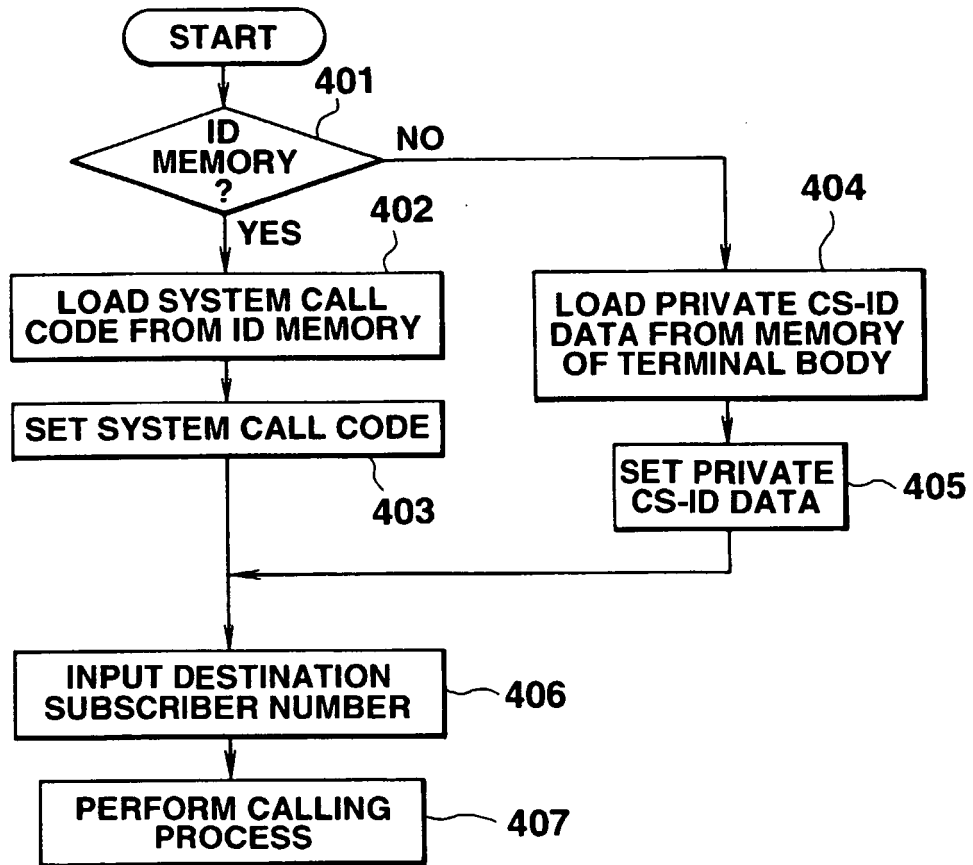 START
401
ID
MEMORY
?
NO
YES
402
LOAD SYSTEM CALL
CODE FROM ID MEMORY
SET SYSTEM CALL CODE
403
404
LOAD PRIVATE CS-ID
DATA FROM MEMORY
OF TERMINAL BODY
SET PRIVATE
CS-ID DATA
405
INPUT DESTINATION
SUBSCRIBER NUMBER
406
PERFORM CALLING
PROCESS
407